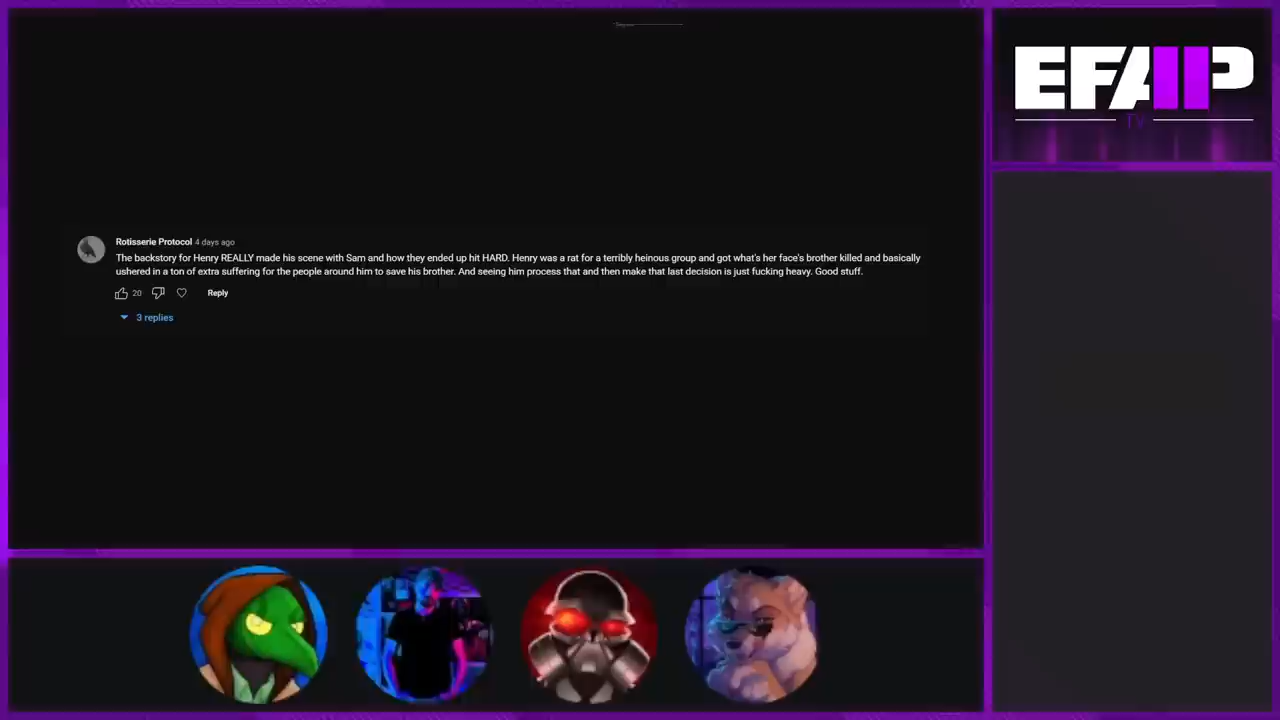 EFAP
TV
Rotisserie Protocol 4 days ago
The backstory for Henry REALLY made his scene with Sam and how they ended up hit HARD. Henry was a rat for a terribly heinous group and got what's her face's brother killed and basically
ushered in a ton of extra suffering for the people around him to save his brother. And seeing him process that and then make that last decision is just fucking heavy. Good stuff.
20 Reply
3 replies